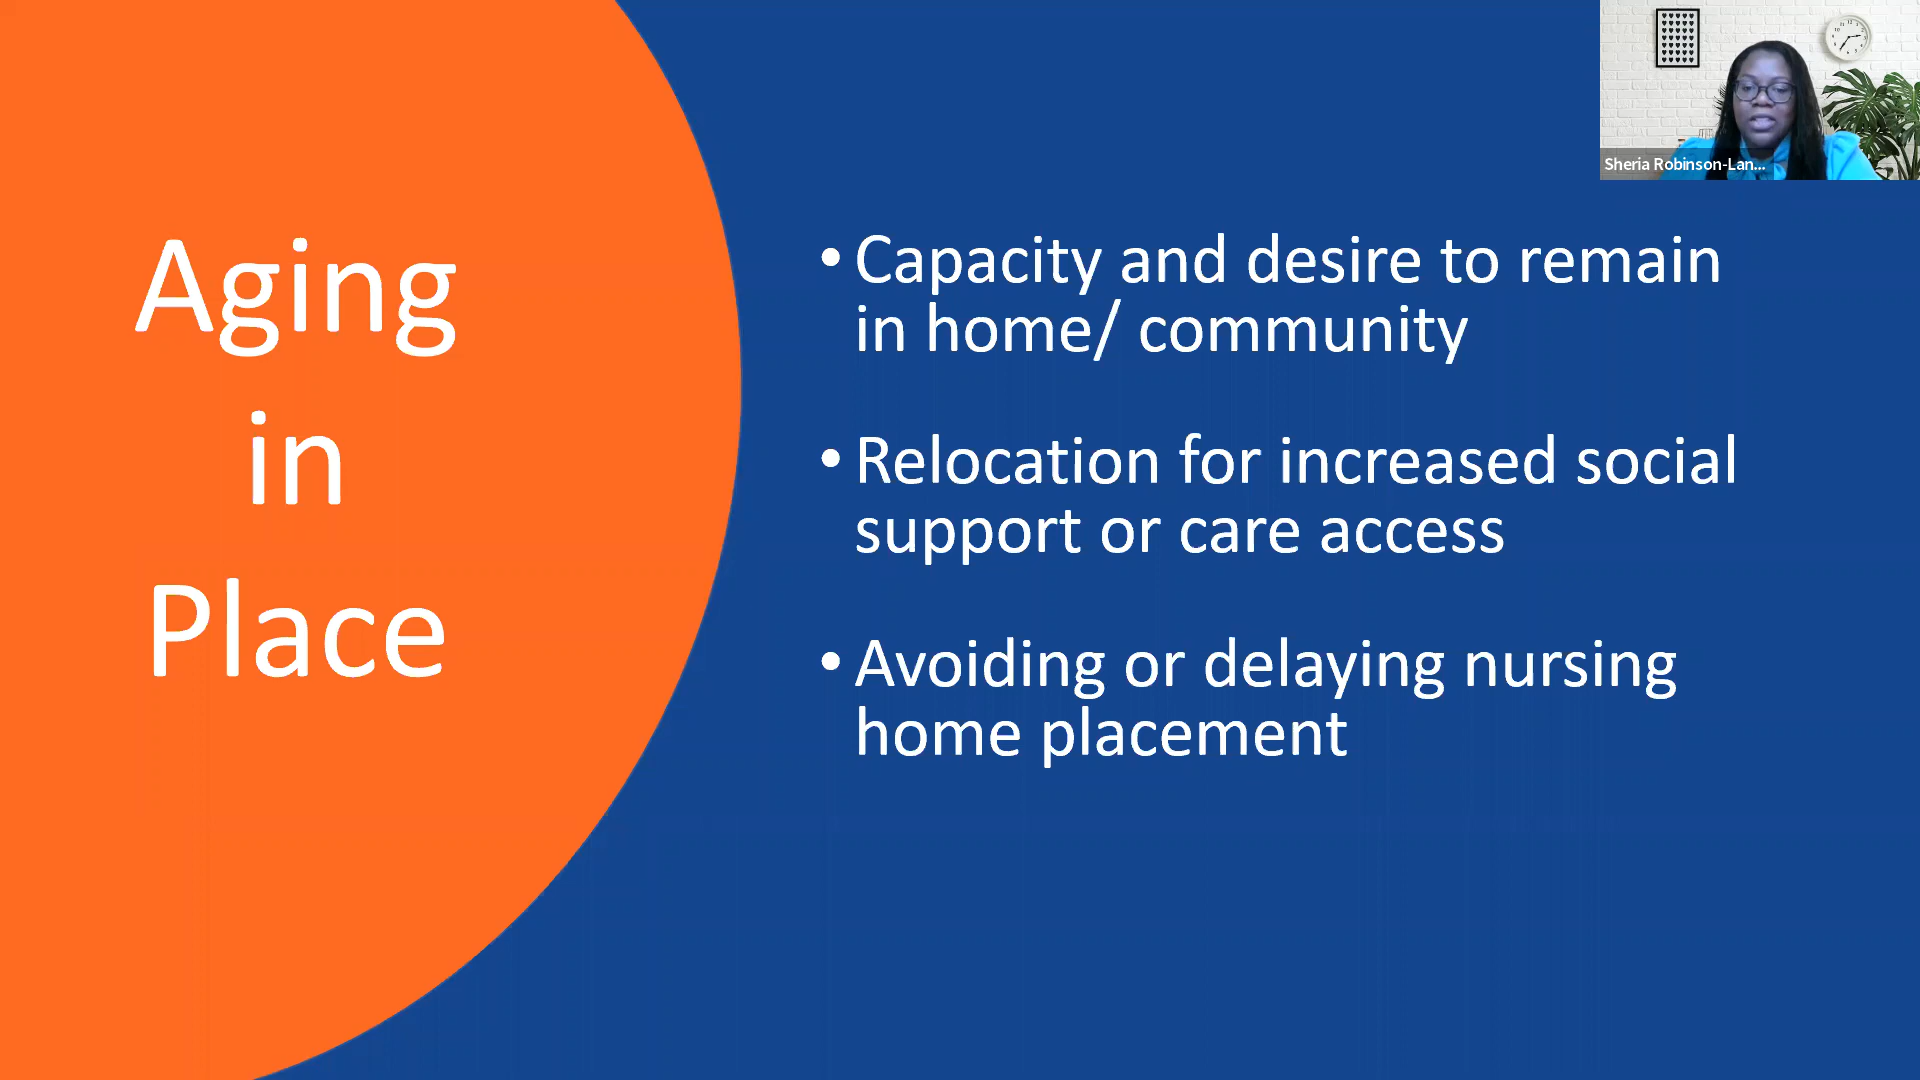 Aging
in
Place
• Capacity and desire to remain
in home/ community
• Relocation for increased social
support or care access
• Avoiding or delaying nursing
home placement
Sheria Robinson-Lan...